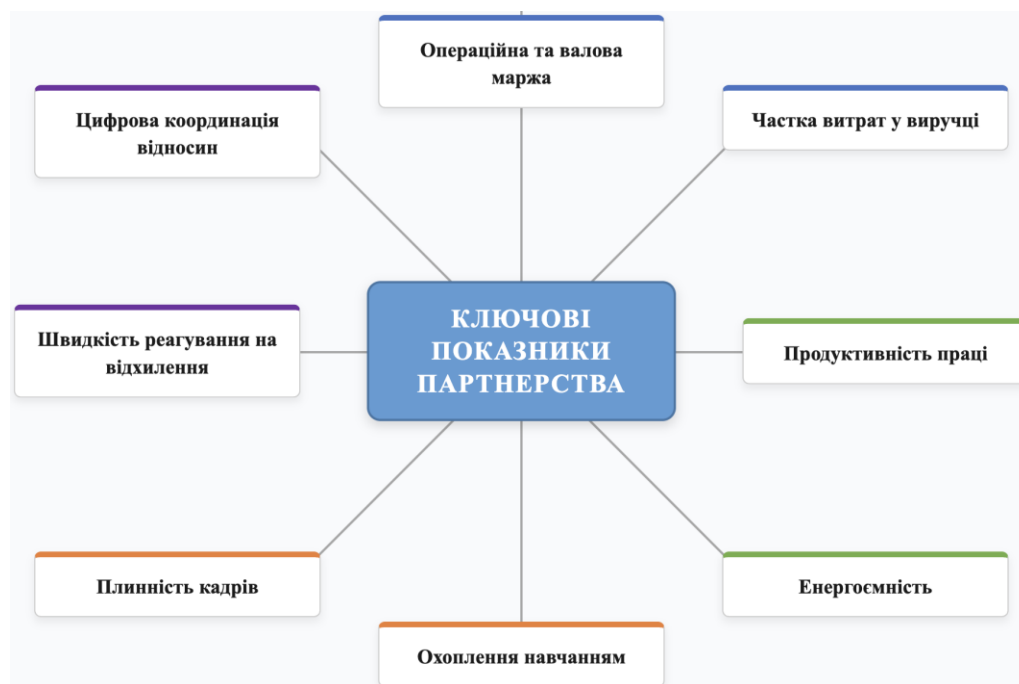 Операційна та валова
маржа
Цифрова координація
відносин
Частка витрат у виручці
КЛЮЧОВІ
ПОКАЗНИКИ
ПАРТНЕРСТВА
Швидкість реагування на
відхилення
Продуктивність праці
Плинність кадрів
Енергоємність
Охоплення навчанням